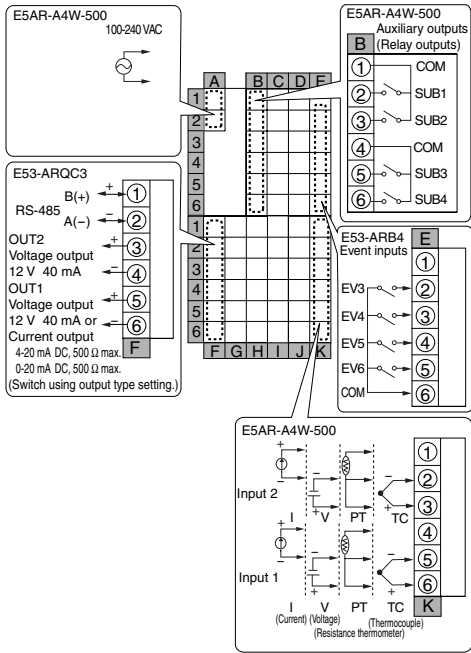 E5AR-A4W-500
100-240 VAC
A B C D E
1
2
3
4
5
6
1
2
3
4
5
6
F G H I J K
E5AR-A4W-500
Auxiliary outputs
(Relay outputs)
B
1 COM
2 SUB1
3 SUB2
4 COM
5 SUB3
6 SUB4
E53-ARQC3
B(+) + 1
RS-485
A(−) − 2
OUT2 + 3
Voltage output
12 V 40 mA − 4
OUT1
Voltage output + 5
12 V 40 mA or − 6
Current output
4-20 mA DC, 500 Ω max.
0-20 mA DC, 500 Ω max.
F
(Switch using output type setting.)
E53-ARB4
Event inputs
E
1
EV3 2
EV4 3
EV5 4
EV6 5
COM 6
E5AR-A4W-500
+ − − 1
2
Input 2
− + + 3
I V PT TC
+ − − 4
5
Input 1
− + + 6
I V PT TC K
(Current) (Voltage) (Thermocouple)
(Resistance thermometer)